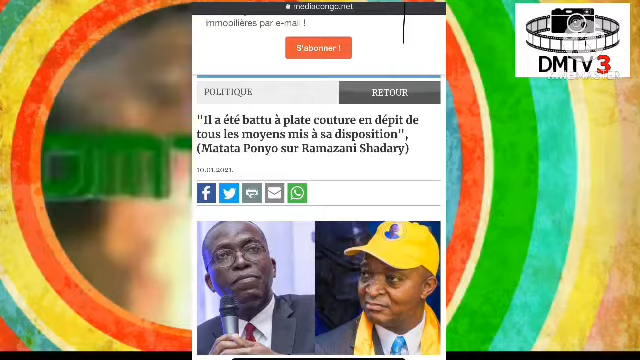 mediacongo.net
immobilières par e-mail !
S'abonner !
DMTV3
POLITIQUE
RETOUR
"Il a été battu à plate couture en dépit de
tous les moyens mis à sa disposition",
(Matata Ponyo sur Ramazani Shadary)
10.01.2021.